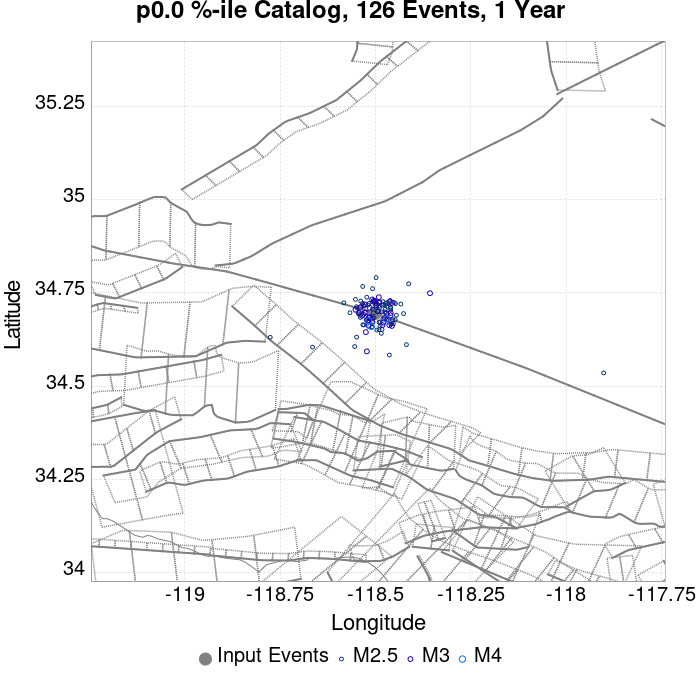 p0.0 %-ile Catalog, 126 Events, 1 Year
35.25
35
34.75
34.5
34.25
34
Latitude
-119 -118.75 -118.5 -118.25 -118 -117.75
Longitude
Input Events M2.5 M3 M4